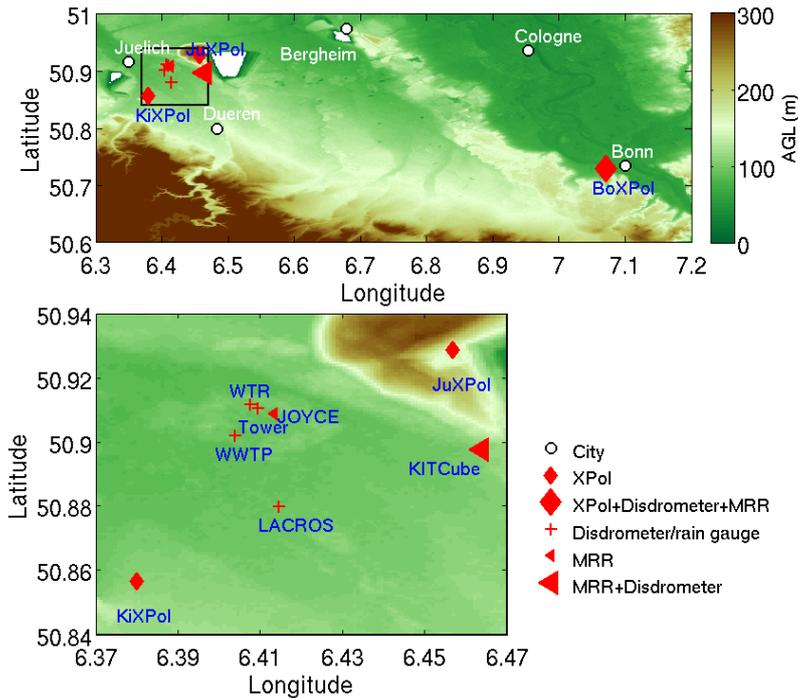 51
50.9
50.8
50.7
50.6
Latitude
Juelich
JuXPol
Bergheim
Cologne
KiXPol
Dueren
Bonn
BoXPol
6.3 6.4 6.5 6.6 6.7 6.8 6.9 7 7.1 7.2
Longitude
300
200
100
0
AGL (m)
50.94
50.92
50.9
50.88
50.86
50.84
Latitude
JuXPol
WTR
JOYCE
Tower
WWTP
KITCube
LACROS
KiXPol
6.37 6.39 6.41 6.43 6.45 6.47
Longitude
City
XPol
XPol+Disdrometer+MRR
Disdrometer/rain gauge
MRR
MRR+Disdrometer